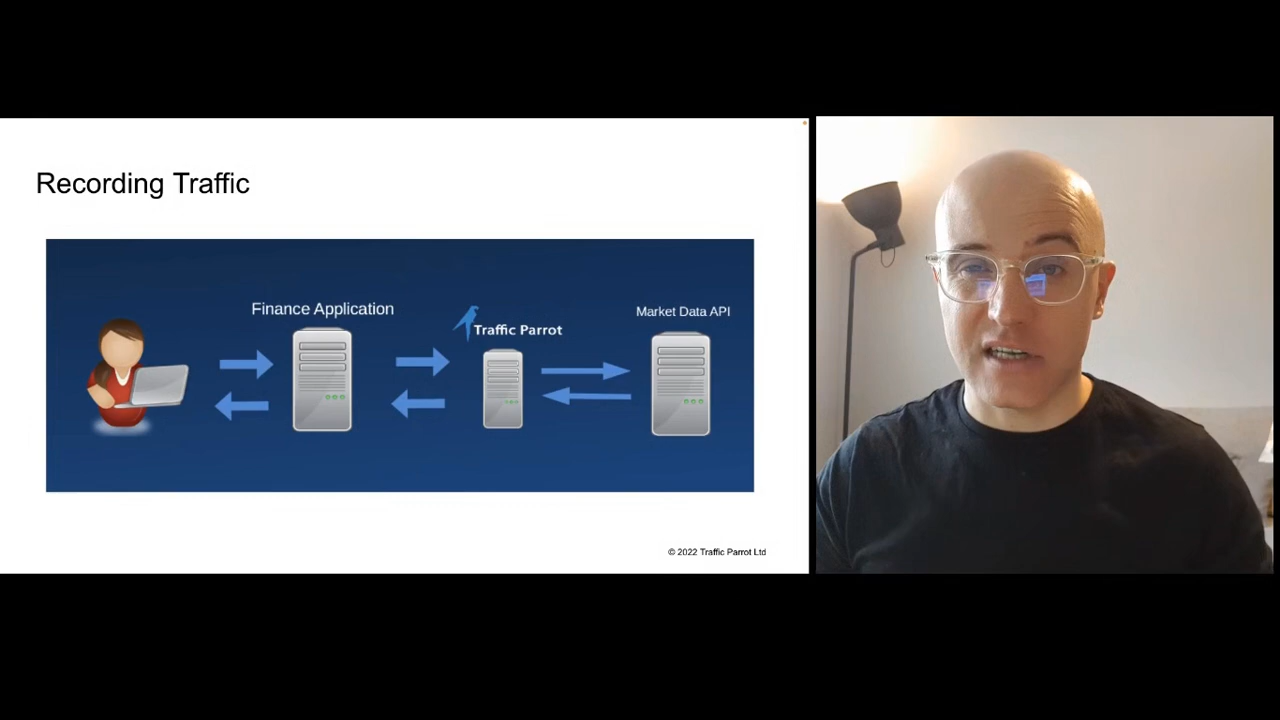 Recording Traffic
Finance Application
Traffic Parrot
Market Data API
© 2022 Traffic Parrot Ltd